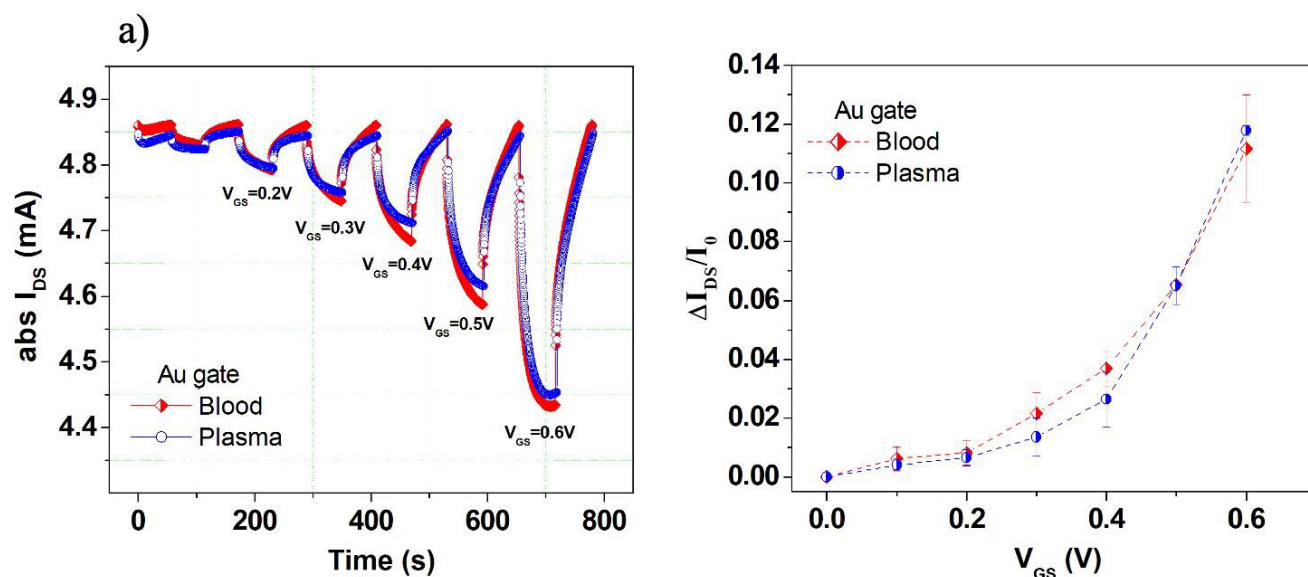 a)
abs I_DS (mA)
4.9
4.8
4.7
4.6
4.5
4.4
V_GS=0.2V
V_GS=0.3V
V_GS=0.4V
V_GS=0.5V
V_GS=0.6V
Au gate
Blood
Plasma
0 200 400 600 800
Time (s)
ΔI_DS/I_0
0.14
0.12
0.10
0.08
0.06
0.04
0.02
0.00
Au gate
Blood
Plasma
0.0 0.2 0.4 0.6
V_GS (V)